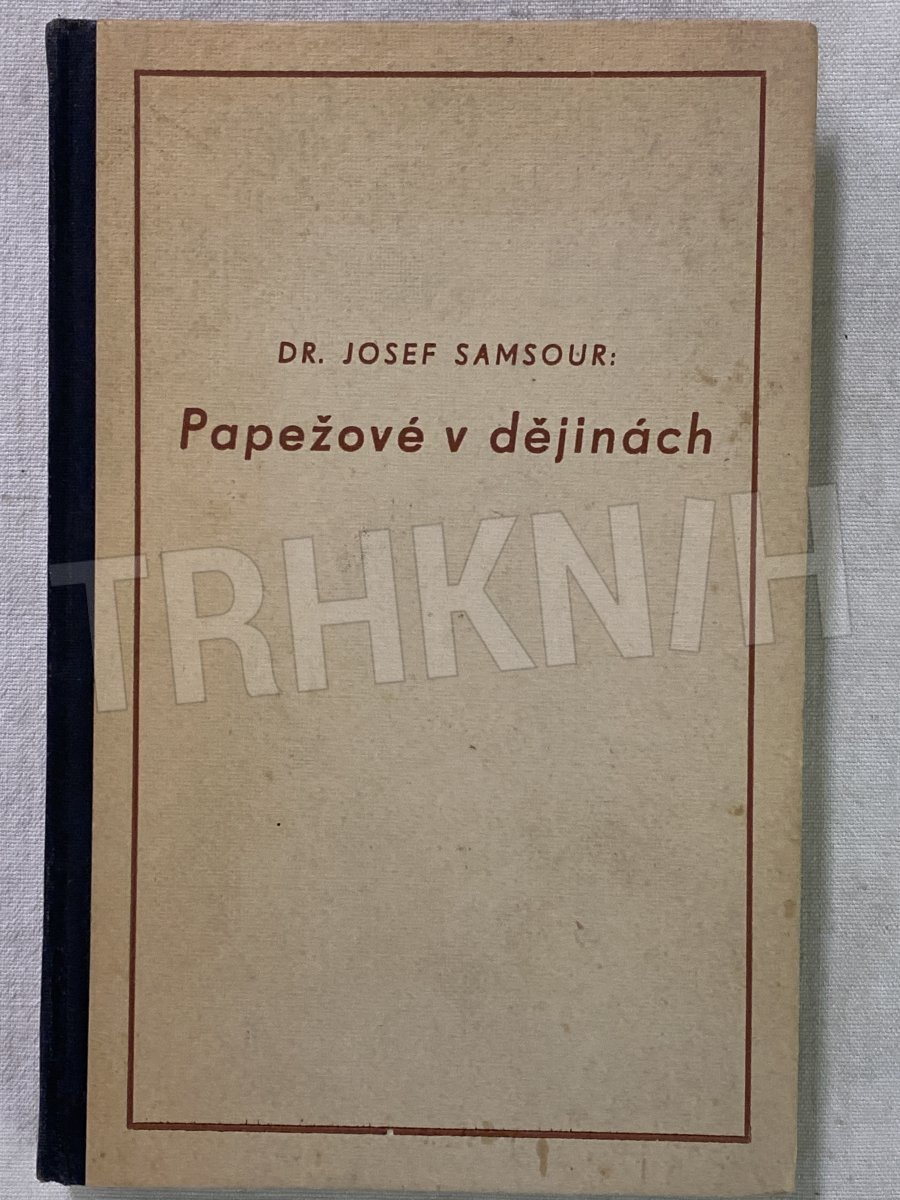 DR. JOSEF SAMSOUR:
Papežové v dějinách
TRHKNIH